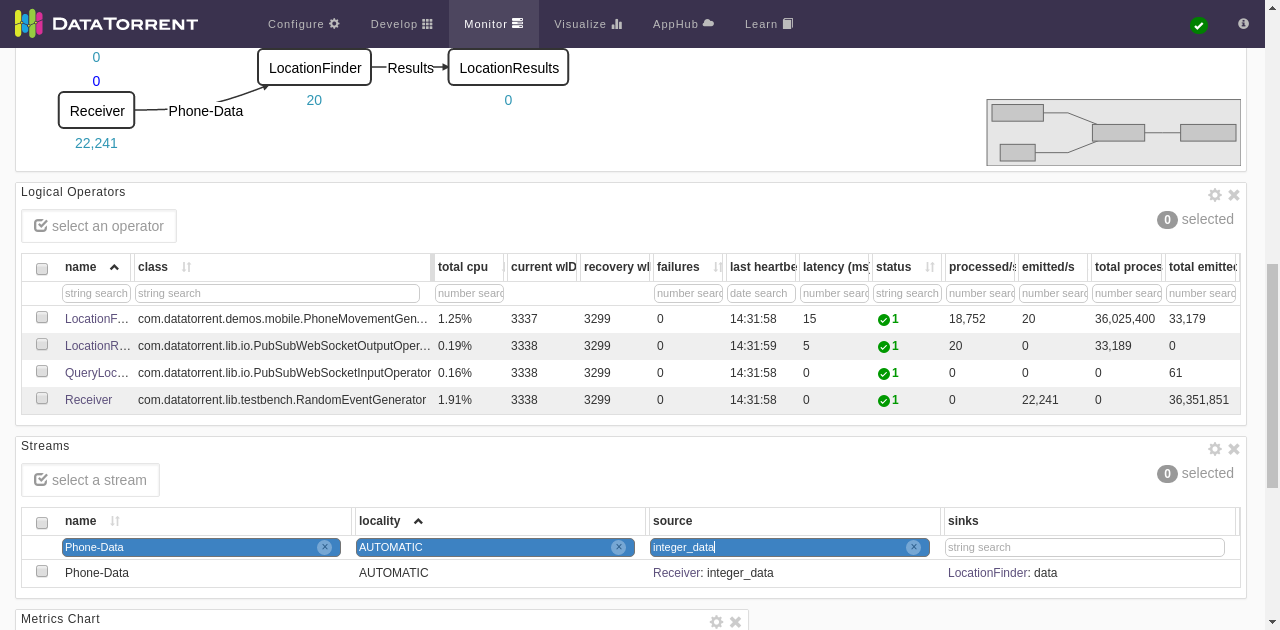 DATATORRENT Configure Develop Monitor Visualize AppHub Learn
0
0
LocationFinder Results LocationResults
20 0
Receiver Phone-Data
22,241
Logical Operators
select an operator 0 selected
name class total cpu current wID recovery wI failures last heartbe latency (ms) status processed/s emitted/s total proces total emitte
string search string search number searc number searc date search number searc string search number searc number searc number searc number searc
LocationF... com.datatorrent.demos.mobile.PhoneMovementGen... 1.25% 3337 3299 0 14:31:58 15 1 18,752 20 36,025,400 33,179
LocationR... com.datatorrent.lib.io.PubSubWebSocketOutputOper... 0.19% 3338 3299 0 14:31:59 5 1 20 0 33,189 0
QueryLoc... com.datatorrent.lib.io.PubSubWebSocketInputOperator 0.16% 3338 3299 0 14:31:58 0 1 0 0 0 61
Receiver com.datatorrent.lib.testbench.RandomEventGenerator 1.91% 3338 3299 0 14:31:58 0 1 0 22,241 0 36,351,851
Streams
select a stream 0 selected
name locality source sinks
Phone-Data AUTOMATIC integer_data string search
Phone-Data AUTOMATIC Receiver: integer_data LocationFinder: data
Metrics Chart